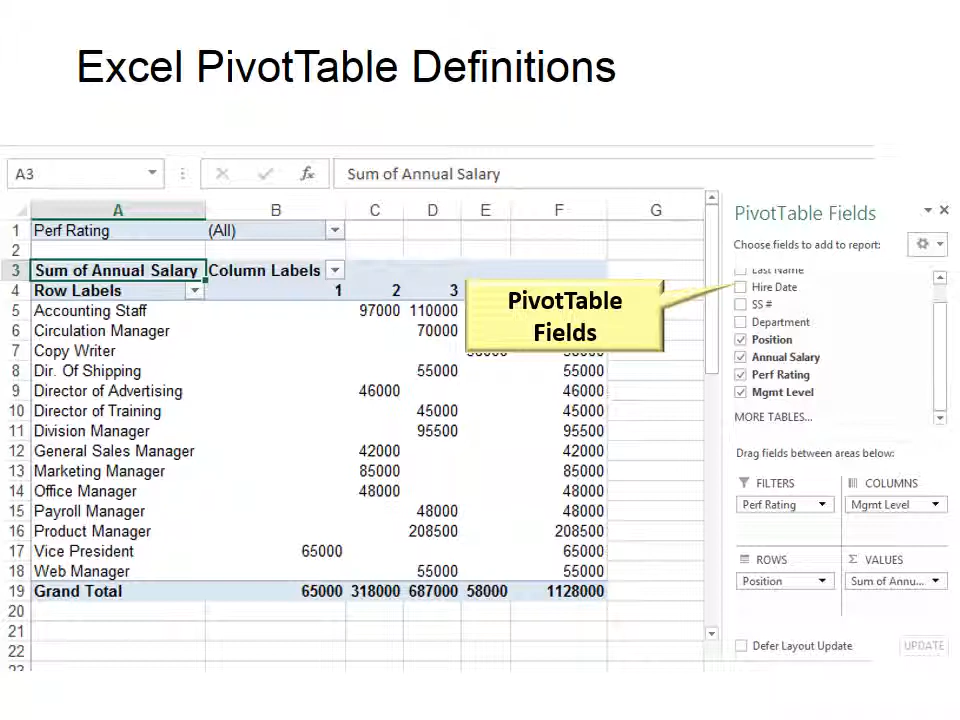 Excel PivotTable Definitions
A3 fx Sum of Annual Salary
A B C D E F G
1 Perf Rating (All)
2
3 Sum of Annual Salary Column Labels
4 Row Labels 1 2 3
5 Accounting Staff 97000 110000
6 Circulation Manager 70000
7 Copy Writer
8 Dir. Of Shipping 55000 55000
9 Director of Advertising 46000 46000
10 Director of Training 45000 45000
11 Division Manager 95500 95500
12 General Sales Manager 42000 42000
13 Marketing Manager 85000 85000
14 Office Manager 48000 48000
15 Payroll Manager 48000 48000
16 Product Manager 208500 208500
17 Vice President 65000 65000
18 Web Manager 55000 55000
19 Grand Total 65000 318000 687000 58000 1128000
20
21
22
PivotTable
Fields
PivotTable Fields
Choose fields to add to report:
Last Name
Hire Date
SS #
Department
Position
Annual Salary
Perf Rating
Mgmt Level
MORE TABLES...
Drag fields between areas below:
FILTERS COLUMNS
Perf Rating Mgmt Level
ROWS Σ VALUES
Position Sum of Annu...
Defer Layout Update UPDATE